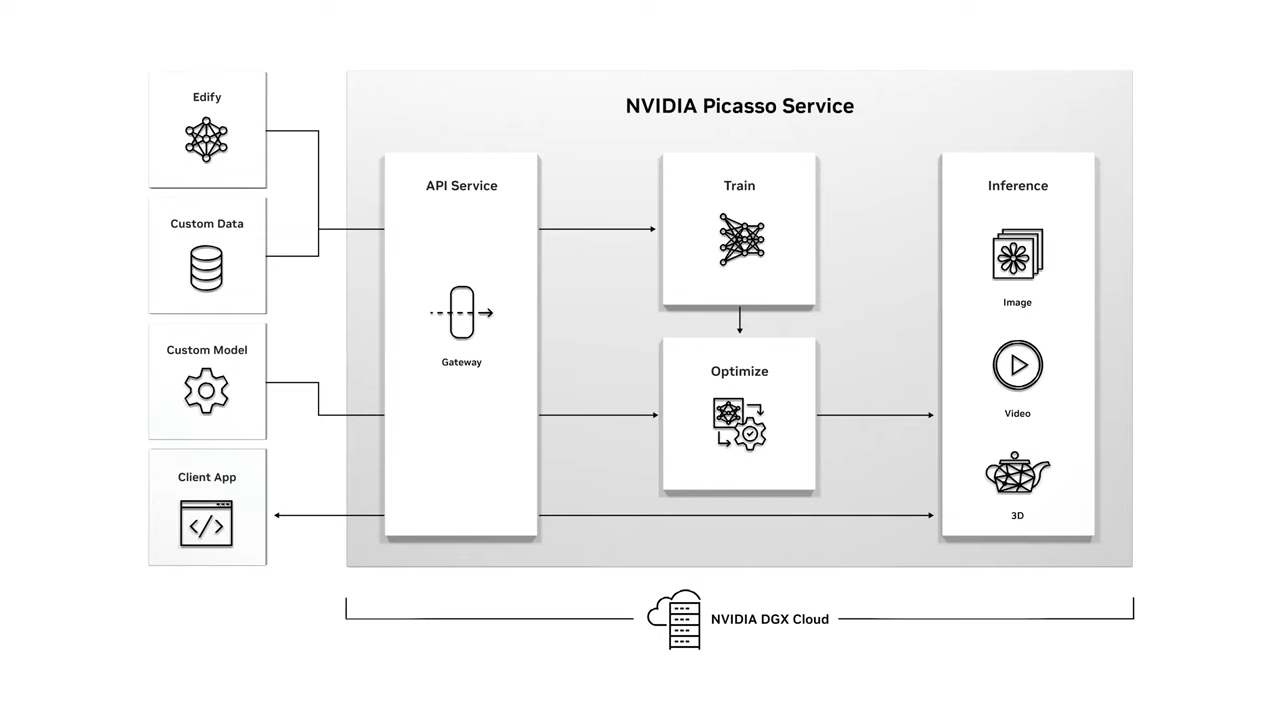 NVIDIA Picasso Service
Edify
Custom Data
Custom Model
Client App
API Service
Gateway
Train
Optimize
Inference
Image
Video
3D
NVIDIA DGX Cloud